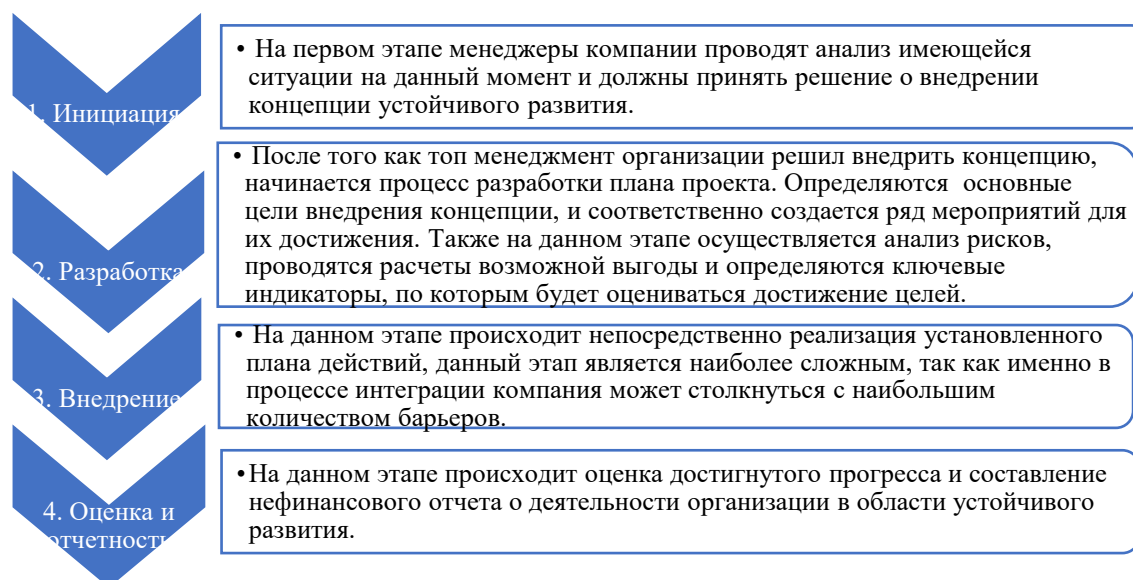 1. Инициация
• На первом этапе менеджеры компании проводят анализ имеющейся
ситуации на данный момент и должны принять решение о внедрении
концепции устойчивого развития.
2. Разработка
• После того как топ менеджмент организации решил внедрить концепцию,
начинается процесс разработки плана проекта. Определяются основные
цели внедрения концепции, и соответственно создается ряд мероприятий для
их достижения. Также на данном этапе осуществляется анализ рисков,
проводятся расчеты возможной выгоды и определяются ключевые
индикаторы, по которым будет оцениваться достижение целей.
3. Внедрение
• На данном этапе происходит непосредственно реализация установленного
плана действий, данный этап является наиболее сложным, так как именно в
процессе интеграции компания может столкнуться с наибольшим
количеством барьеров.
4. Оценка и
отчетность
• На данном этапе происходит оценка достигнутого прогресса и составление
нефинансового отчета о деятельности организации в области устойчивого
развития.